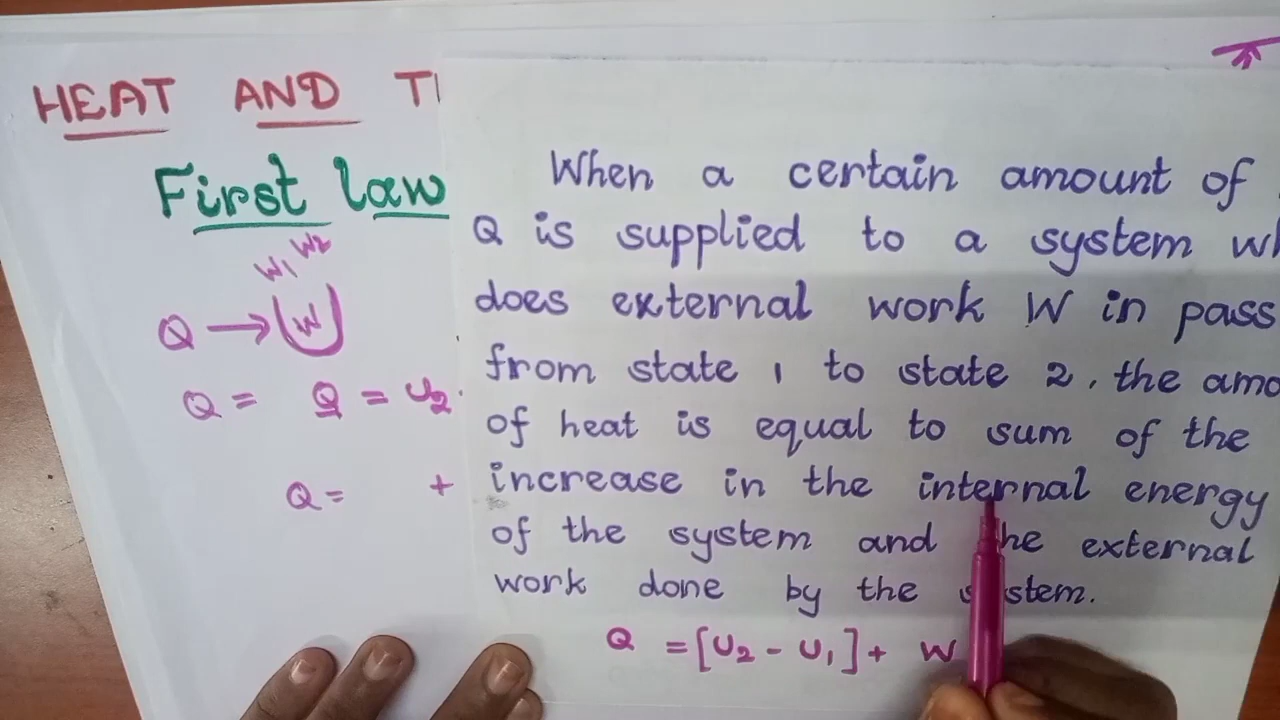 HEAT AND
First law
W1 W2
Q → W
Q = Q = U2
Q = +
When a certain amount of
Q is supplied to a system
does external work W in pass
from state 1 to state 2. the amo
of heat is equal to sum of the
increase in the internal energy
of the system and the external
work done by the system.
Q = [U2 - U1] + W